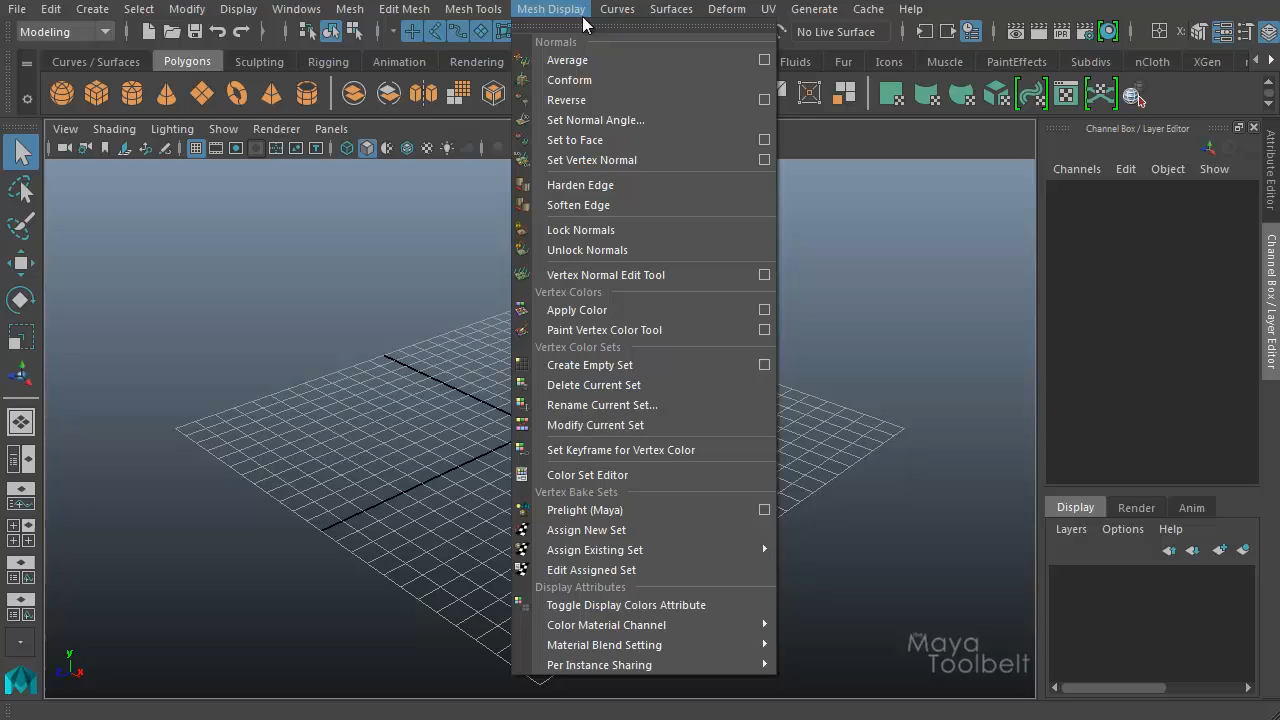 File Edit Create Select Modify Display Windows Mesh Edit Mesh Mesh Tools Mesh Display Curves Surfaces Deform UV Generate Cache Help
Modeling No Live Surface X:
Curves / Surfaces Polygons Sculpting Rigging Animation Rendering Fluids Fur Icons Muscle PaintEffects Subdivs nCloth XGen
View Shading Lighting Show Renderer Panels
Normals
Average
Conform
Reverse
Set Normal Angle...
Set to Face
Set Vertex Normal
Harden Edge
Soften Edge
Lock Normals
Unlock Normals
Vertex Normal Edit Tool
Vertex Colors
Apply Color
Paint Vertex Color Tool
Vertex Color Sets
Create Empty Set
Delete Current Set
Rename Current Set...
Modify Current Set
Set Keyframe for Vertex Color
Color Set Editor
Vertex Bake Sets
Prelight (Maya)
Assign New Set
Assign Existing Set
Edit Assigned Set
Display Attributes
Toggle Display Colors Attribute
Color Material Channel
Material Blend Setting
Per Instance Sharing
y
z x
the
Maya
Toolbelt
Channel Box / Layer Editor
Channels Edit Object Show
Display Render Anim
Layers Options Help
Attribute Editor
Channel Box / Layer Editor